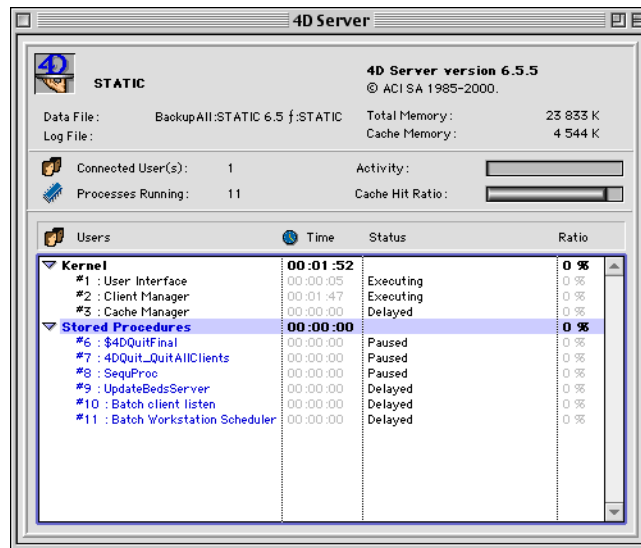 4D Server
4D
STATIC
4D Server version 6.5.5
© ACI SA 1985-2000.
Data File: BackupAll:STATIC 6.5 ƒ:STATIC
Total Memory: 23 833 K
Log File:
Cache Memory: 4 544 K
Connected User(s): 1
Activity:
Processes Running: 11
Cache Hit Ratio:
Users Time Status Ratio
Kernel 00:01:52 0 %
#1 : User Interface 00:00:05 Executing 0 %
#2 : Client Manager 00:01:47 Executing 0 %
#3 : Cache Manager 00:00:00 Delayed 0 %
Stored Procedures 00:00:00 0 %
#6 : $4DQuitFinal 00:00:00 Paused 0 %
#7 : 4DQuit_QuitAllClients 00:00:00 Paused 0 %
#8 : SequProc 00:00:00 Paused 0 %
#9 : UpdateBedsServer 00:00:00 Delayed 0 %
#10 : Batch client listen 00:00:00 Delayed 0 %
#11 : Batch Workstation Scheduler 00:00:00 Delayed 0 %